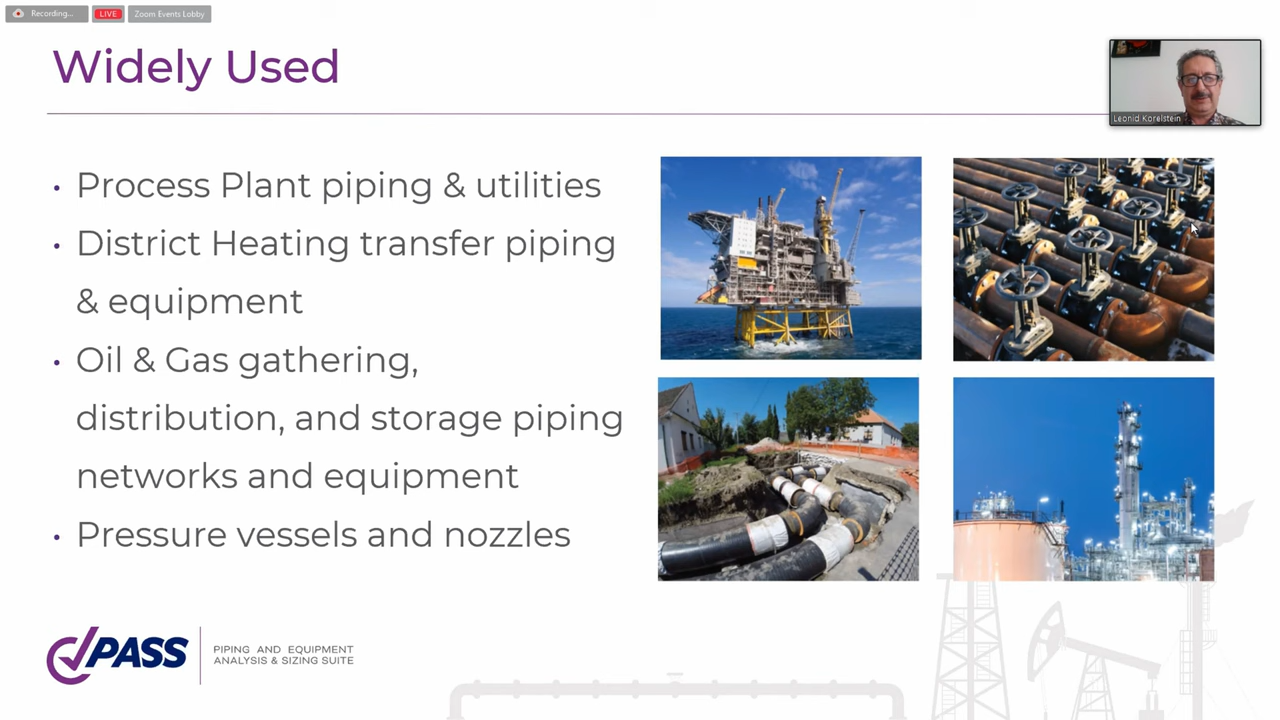 Recording...
LIVE
Zoom Events Lobby
Widely Used
Leonid Korelstein
• Process Plant piping & utilities
• District Heating transfer piping
& equipment
• Oil & Gas gathering,
distribution, and storage piping
networks and equipment
• Pressure vessels and nozzles
PASS
PIPING AND EQUIPMENT
ANALYSIS & SIZING SUITE